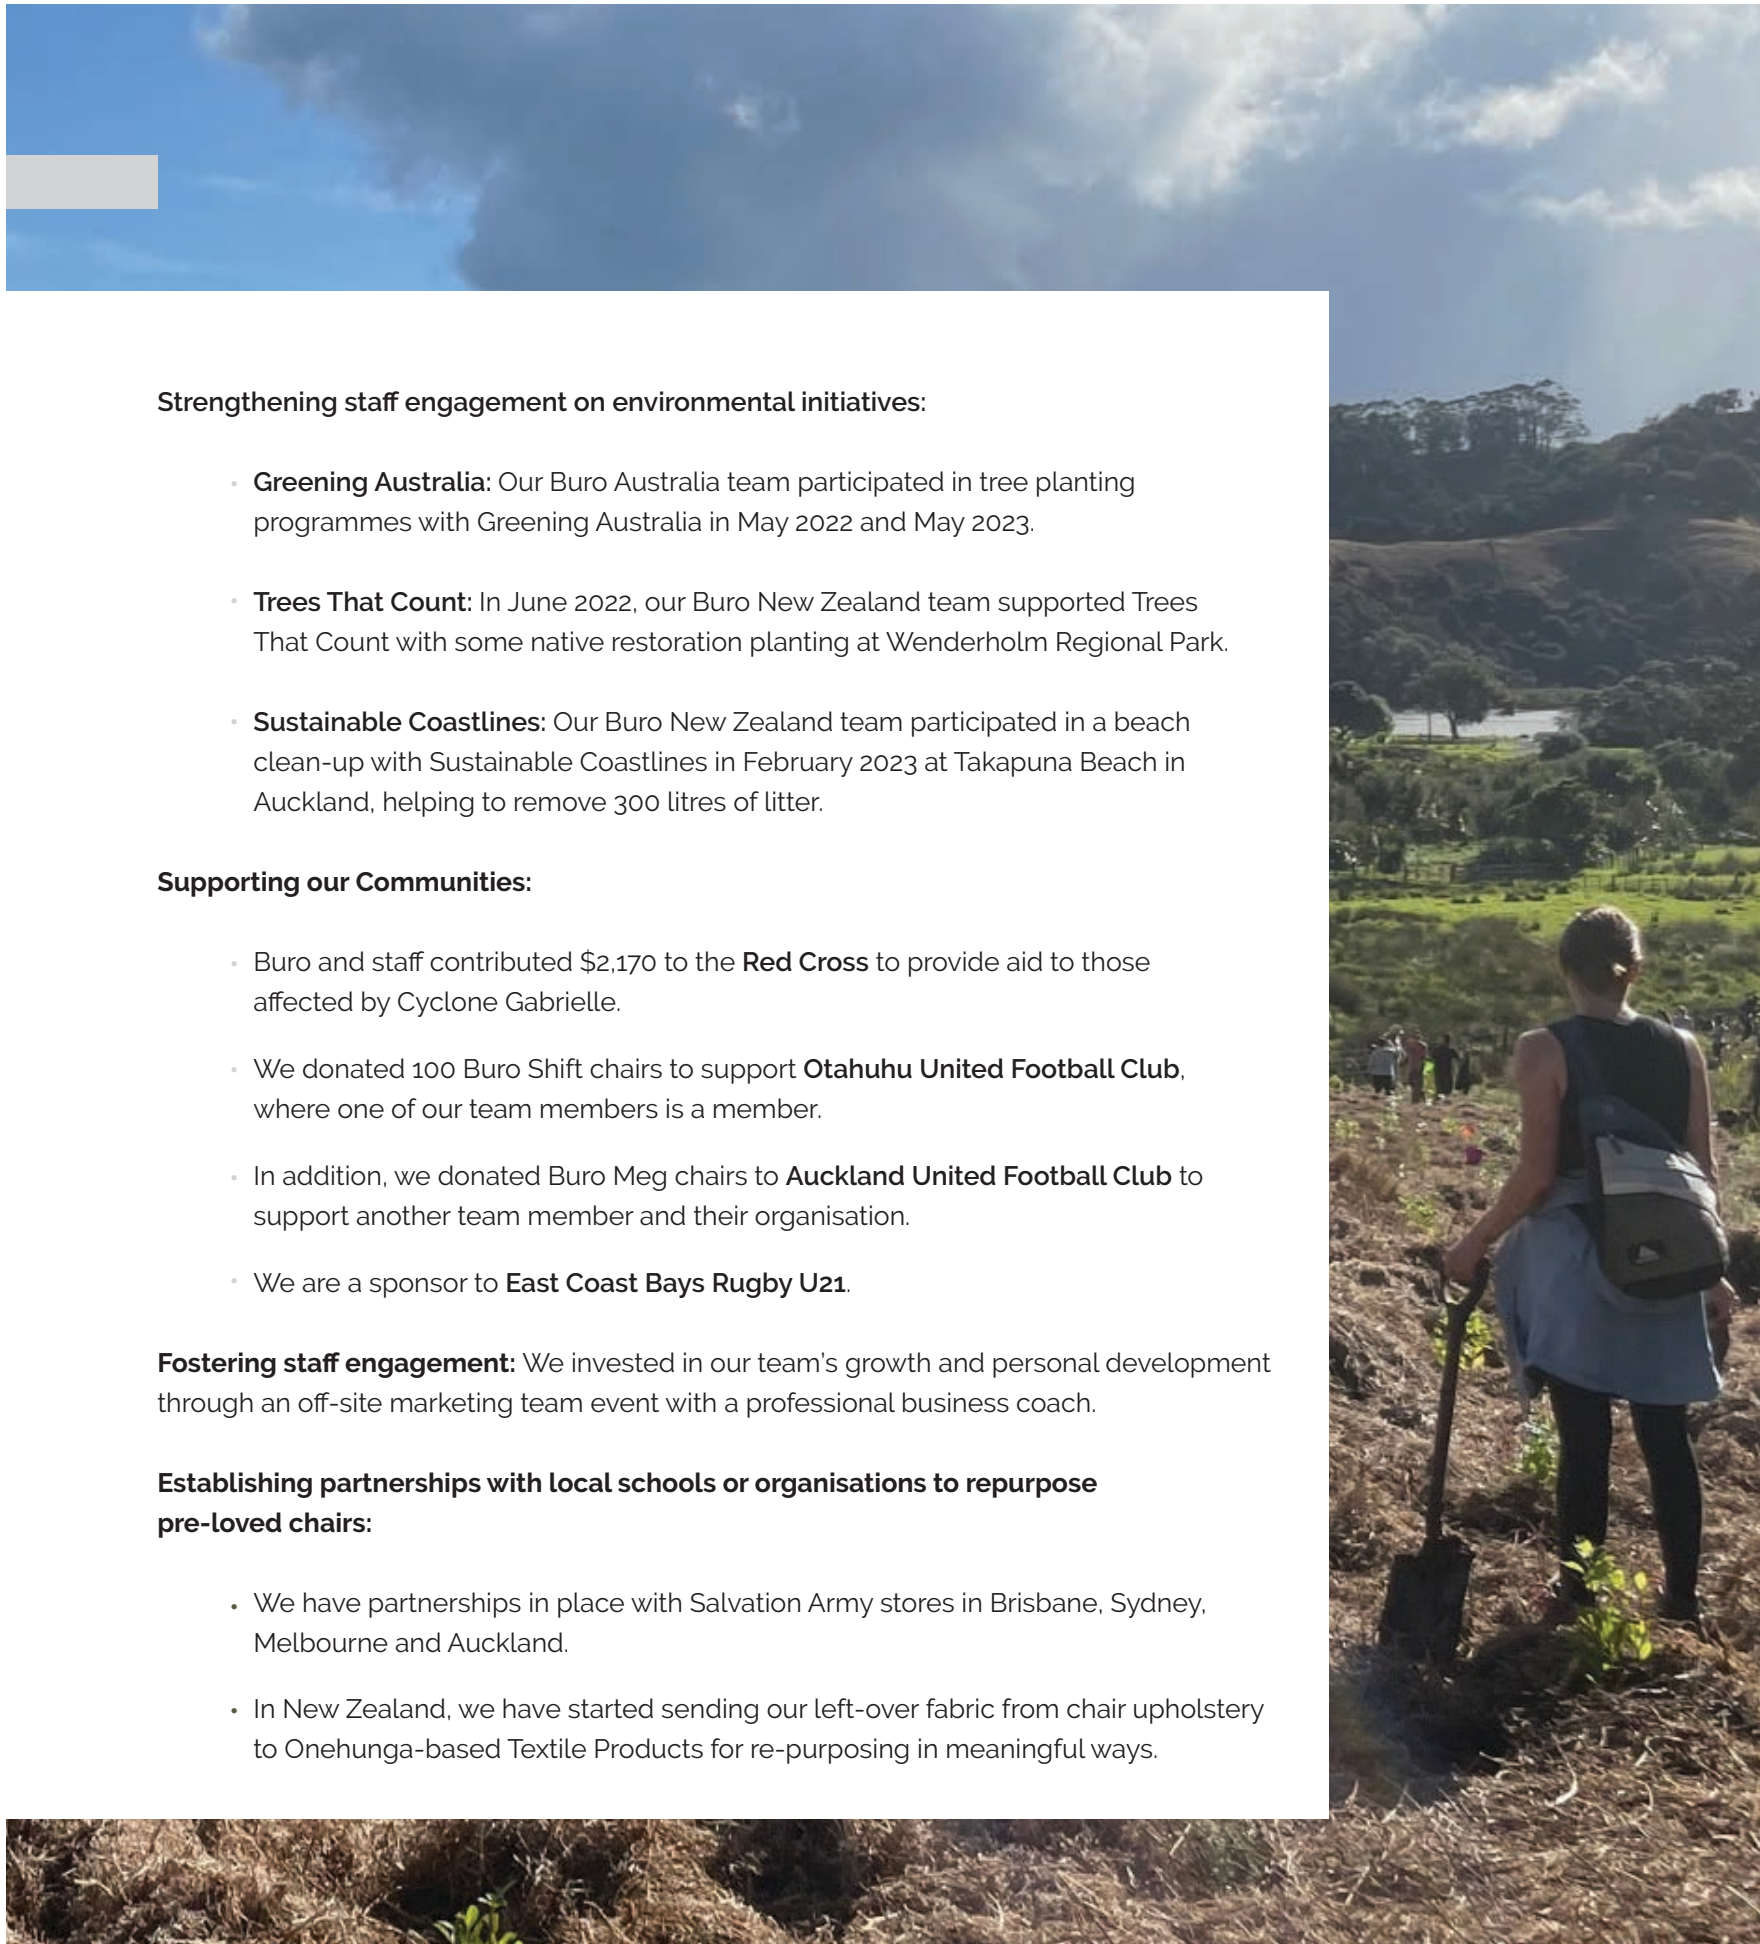 Strengthening staff engagement on environmental initiatives:
• Greening Australia: Our Buro Australia team participated in tree planting
programmes with Greening Australia in May 2022 and May 2023.
• Trees That Count: In June 2022, our Buro New Zealand team supported Trees
That Count with some native restoration planting at Wenderholm Regional Park.
• Sustainable Coastlines: Our Buro New Zealand team participated in a beach
clean-up with Sustainable Coastlines in February 2023 at Takapuna Beach in
Auckland, helping to remove 300 litres of litter.
Supporting our Communities:
• Buro and staff contributed $2,170 to the Red Cross to provide aid to those
affected by Cyclone Gabrielle.
• We donated 100 Buro Shift chairs to support Otahuhu United Football Club,
where one of our team members is a member.
• In addition, we donated Buro Meg chairs to Auckland United Football Club to
support another team member and their organisation.
• We are a sponsor to East Coast Bays Rugby U21.
Fostering staff engagement: We invested in our team’s growth and personal development
through an off-site marketing team event with a professional business coach.
Establishing partnerships with local schools or organisations to repurpose
pre-loved chairs:
• We have partnerships in place with Salvation Army stores in Brisbane, Sydney,
Melbourne and Auckland.
• In New Zealand, we have started sending our left-over fabric from chair upholstery
to Onehunga-based Textile Products for re-purposing in meaningful ways.